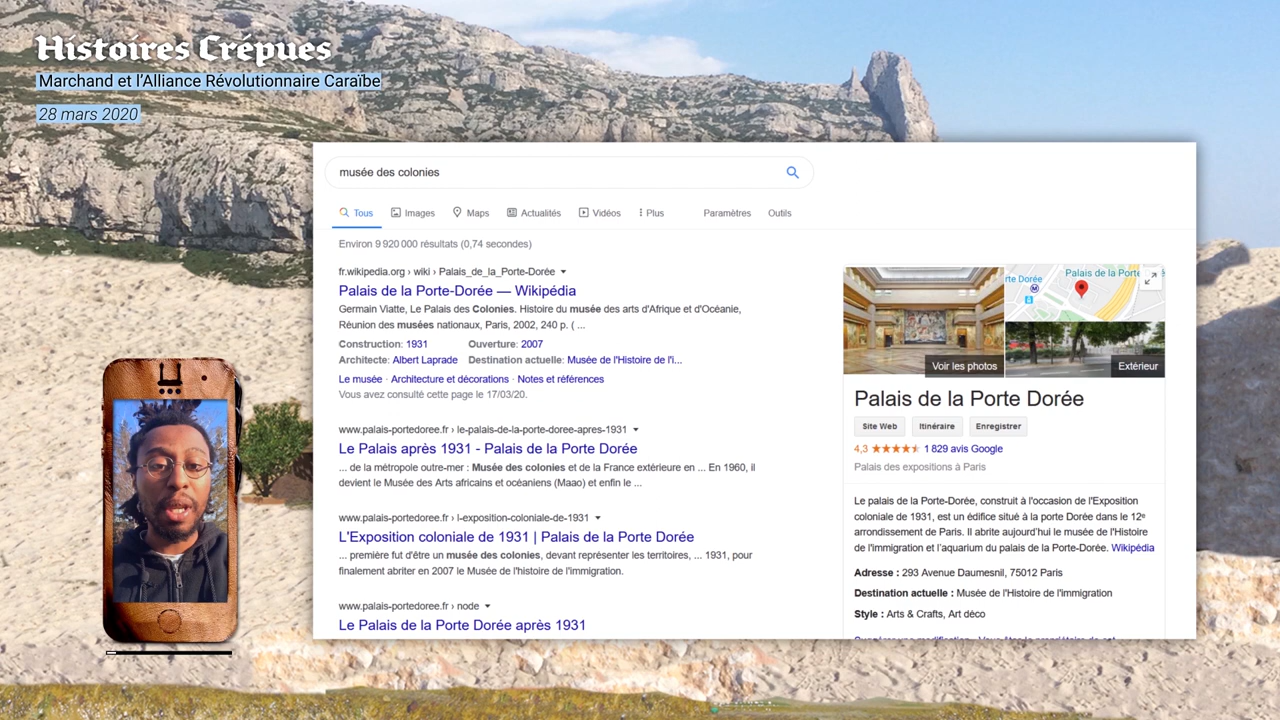 Histoires Crépues
Marchand et l'Alliance Révolutionnaire Caraïbe
28 mars 2020
musée des colonies
Tous Images Maps Actualités Vidéos Plus Paramètres Outils
Environ 9 920 000 résultats (0,74 secondes)
fr.wikipedia.org › wiki › Palais_de_la_Porte-Dorée
Palais de la Porte-Dorée — Wikipédia
Germain Viatte, Le Palais des Colonies. Histoire du musée des arts d'Afrique et d'Océanie,
Réunion des musées nationaux, Paris, 2002, 240 p. ( ...
Construction: 1931 Ouverture: 2007
Architecte: Albert Laprade Destination actuelle: Musée de l'Histoire de l'i...
Le musée · Architecture et décorations · Notes et références
Vous avez consulté cette page le 17/03/20.
www.palais-portedoree.fr › le-palais-de-la-porte-doree-apres-1931
Le Palais après 1931 - Palais de la Porte Dorée
... de la métropole outre-mer : Musée des colonies et de la France extérieure en ... En 1960, il
devient le Musée des Arts africains et océaniens (Maao) et enfin le ...
www.palais-portedoree.fr › l-exposition-coloniale-de-1931
L'Exposition coloniale de 1931 | Palais de la Porte Dorée
... première fut d'être un musée des colonies, devant représenter les territoires, ... 1931, pour
finalement abriter en 2007 le Musée de l'histoire de l'immigration.
www.palais-portedoree.fr › node
Le Palais de la Porte Dorée après 1931
rte Dorée Palais de la Porte
Voir les photos
Extérieur
Palais de la Porte Dorée
Site Web Itinéraire Enregistrer
4,3 1 829 avis Google
Palais des expositions à Paris
Le palais de la Porte-Dorée, construit à l'occasion de l'Exposition
coloniale de 1931, est un édifice situé à la porte Dorée dans le 12ᵉ
arrondissement de Paris. Il abrite aujourd'hui le musée de l'Histoire
de l'immigration et l'aquarium du palais de la Porte-Dorée. Wikipédia
Adresse : 293 Avenue Daumesnil, 75012 Paris
Destination actuelle : Musée de l'Histoire de l'immigration
Style : Arts & Crafts, Art déco